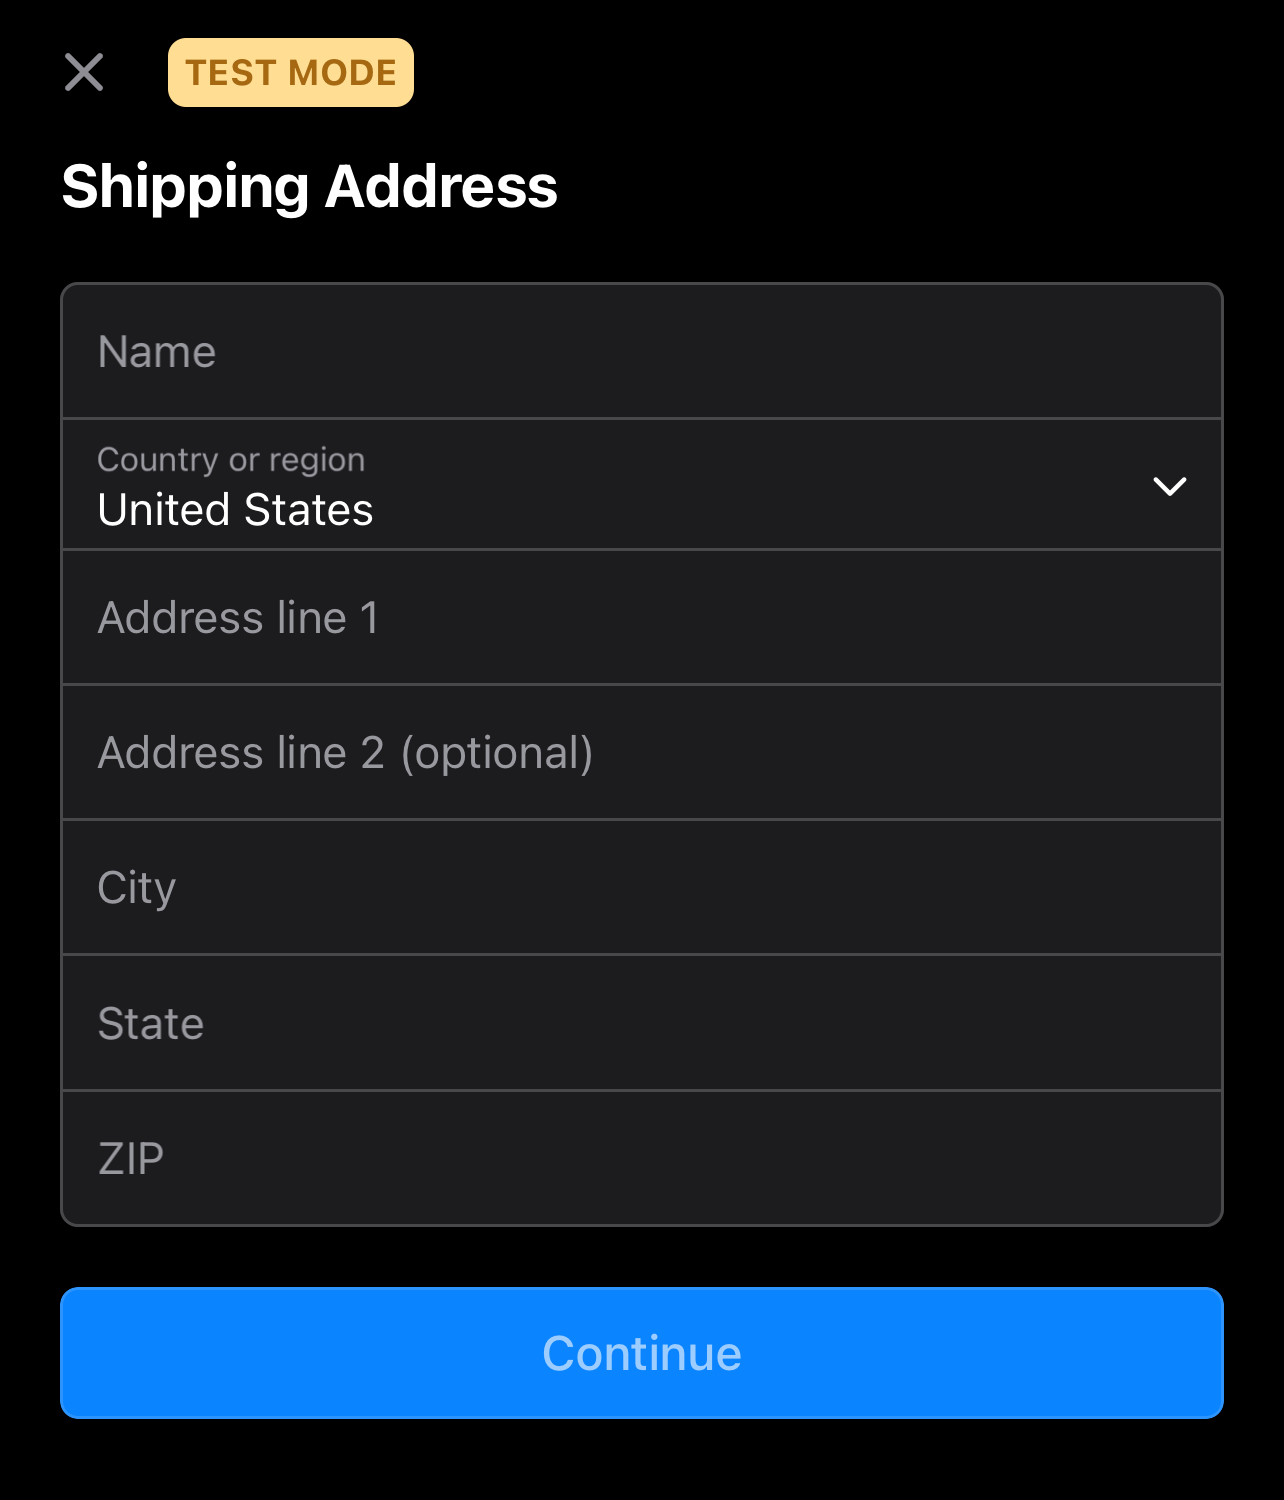 TEST MODE
Shipping Address
Name
Country or region
United States
Address line 1
Address line 2 (optional)
City
State
ZIP
Continue